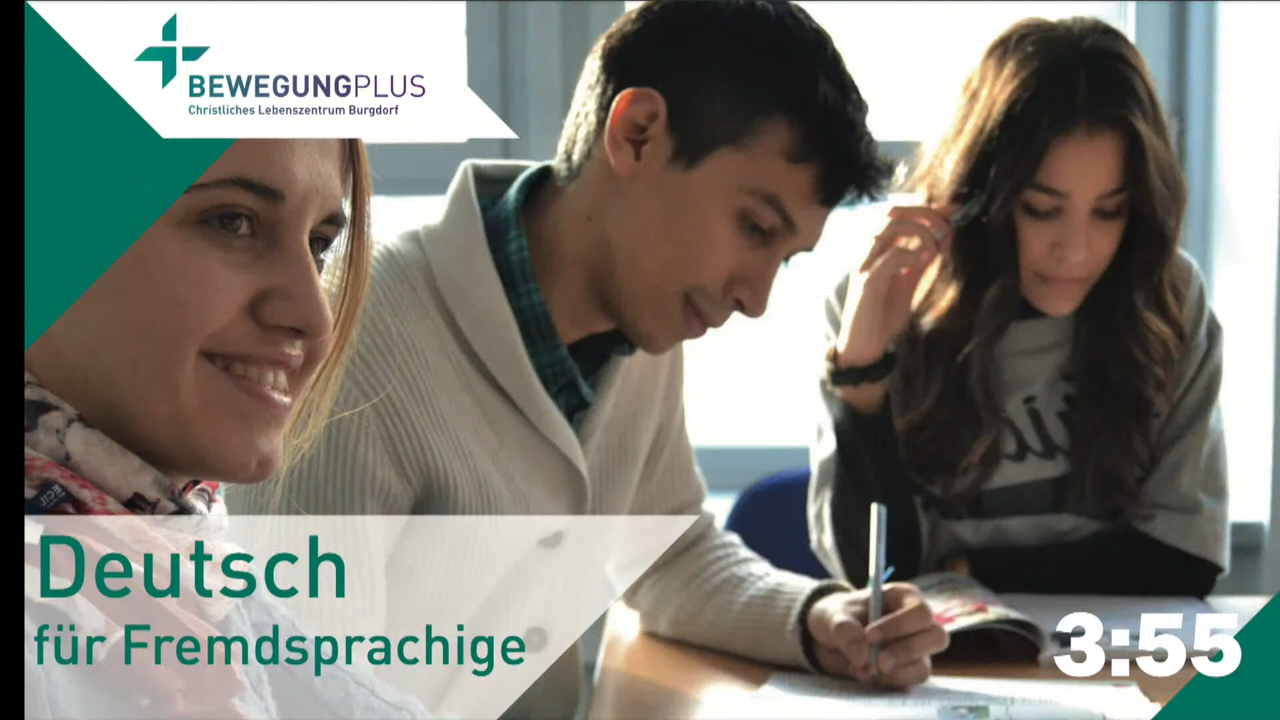 BEWEGUNGPLUS
Christliches Lebenszentrum Burgdorf
Deutsch
für Fremdsprachige
3:55